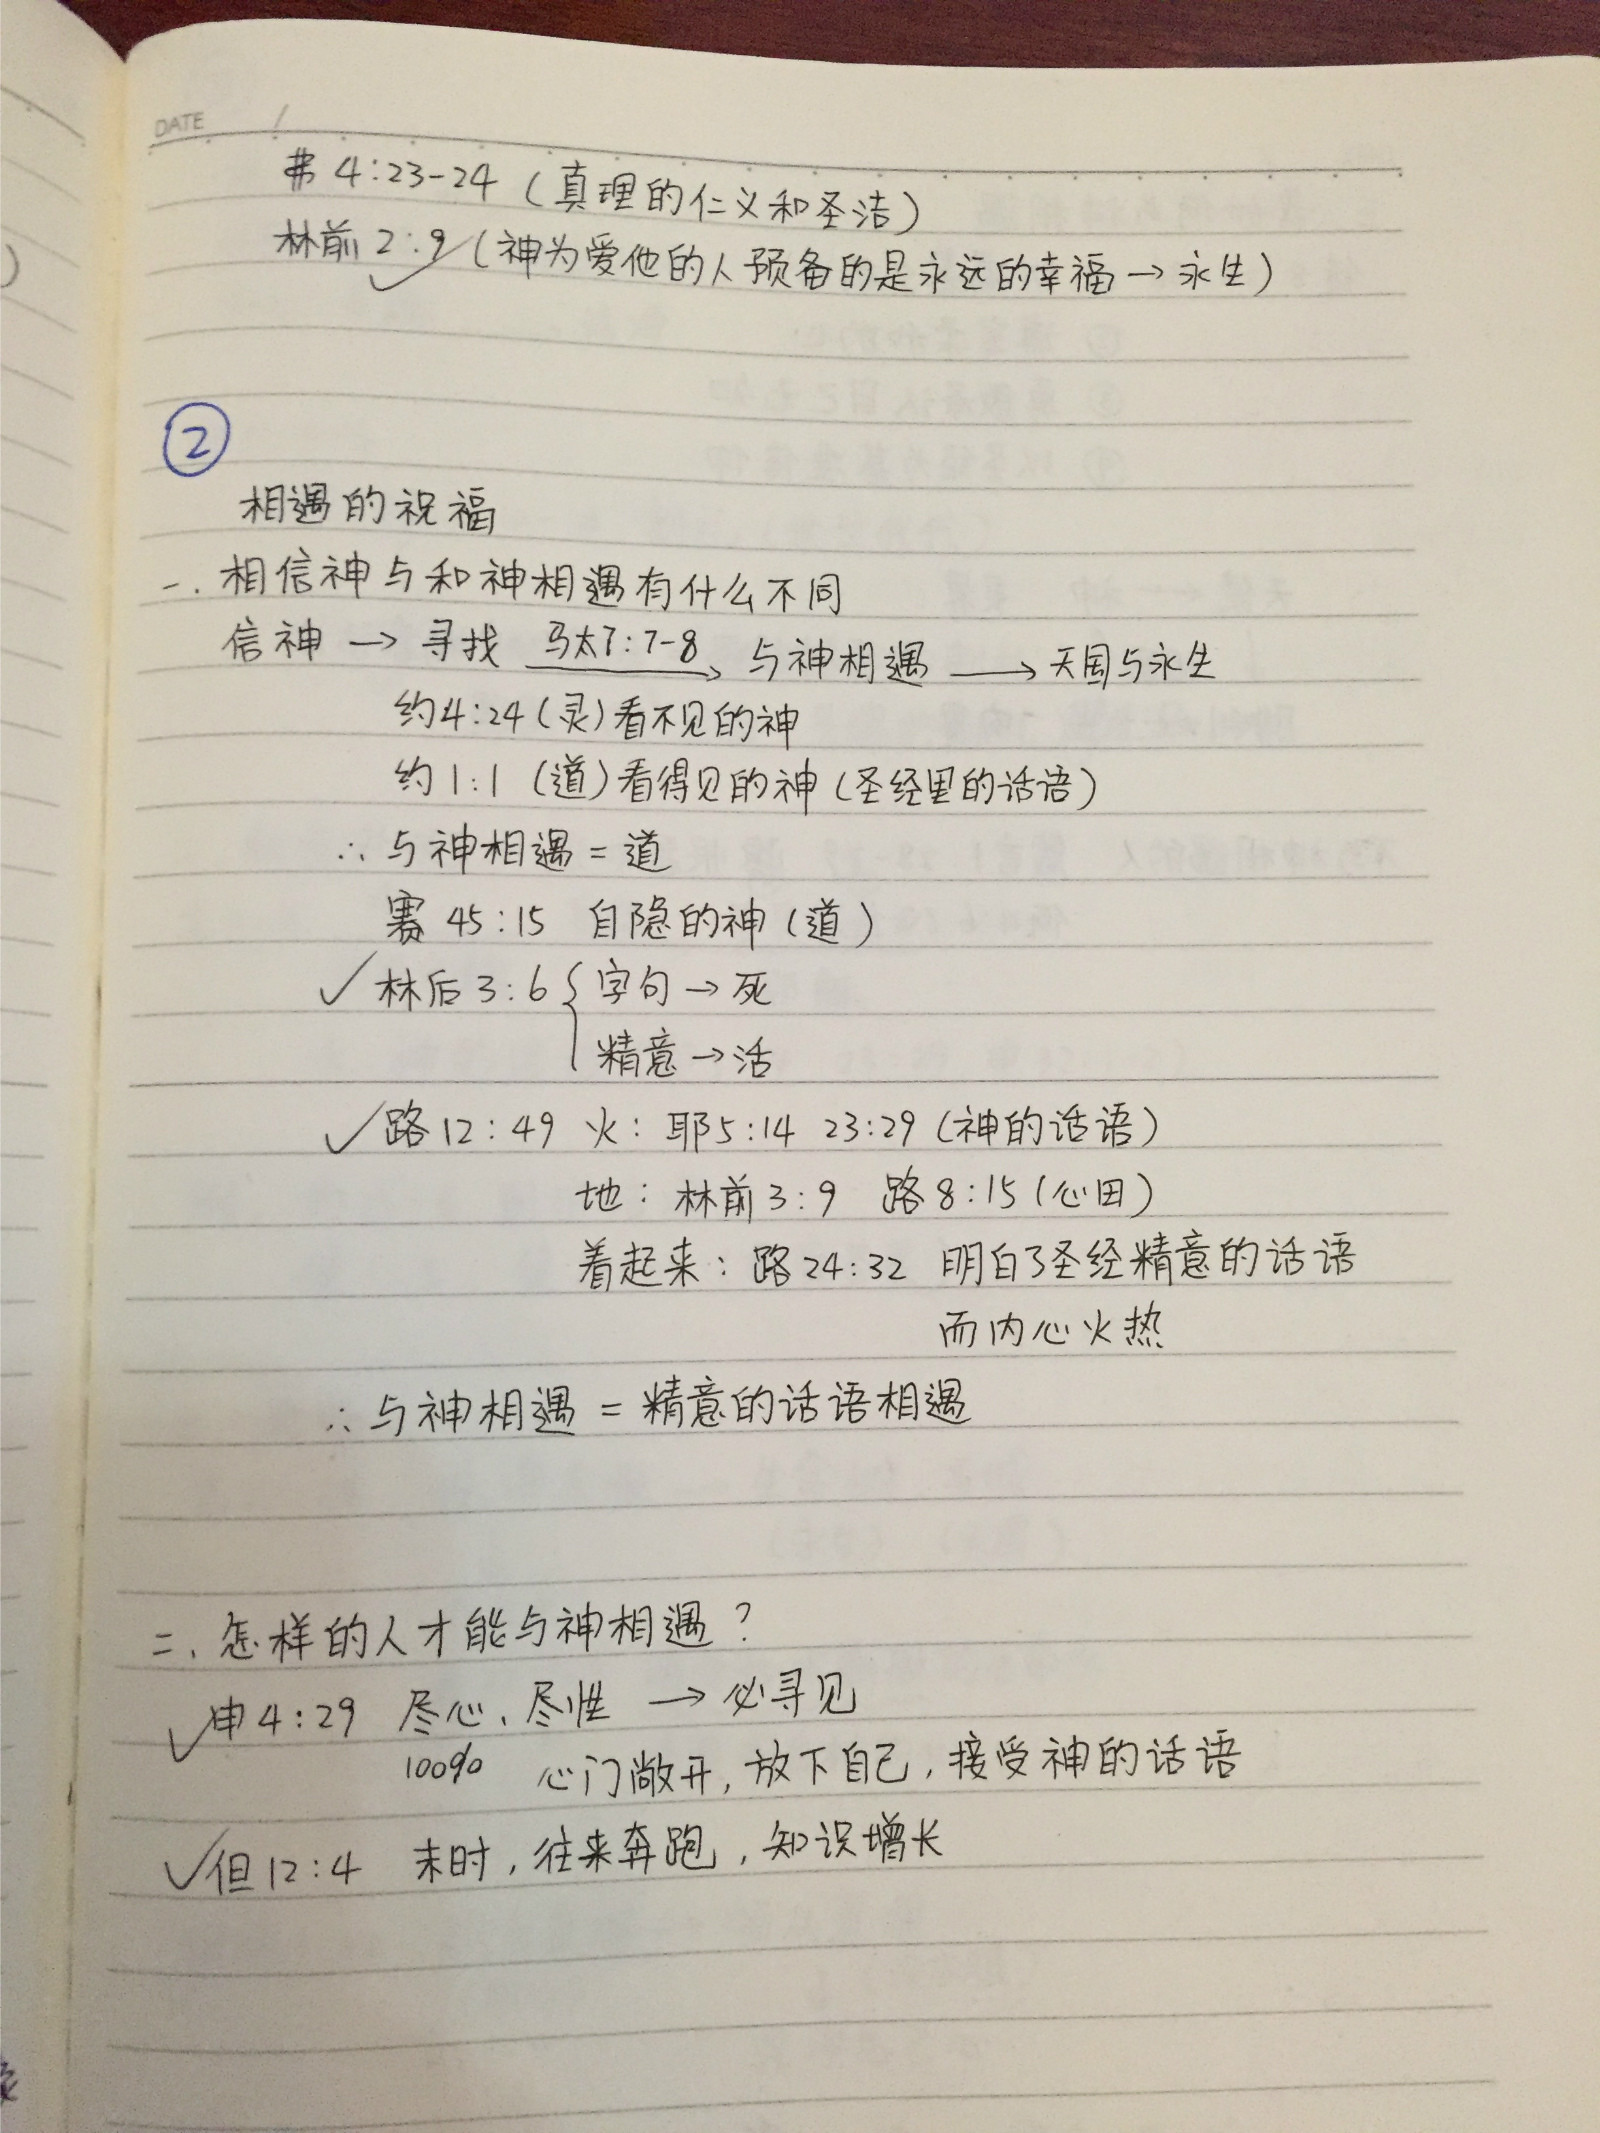 DATE /
弗 4:23-24 (真理的仁义和圣洁)
林前 2:9 ✓ (神为爱他的人预备的是永远的幸福 → 永生)
②
相遇的祝福
一. 相信神与和神相遇有什么不同
信神 → 寻找 马太7:7-8 → 与神相遇 → 天国与永生
约4:24 (灵) 看不见的神
约1:1 (道) 看得见的神 (圣经里的话语)
∴ 与神相遇 = 道
赛 45:15 自隐的神 (道)
✓ 林后 3:6 { 字句 → 死
精意 → 活
✓ 路12:49 火: 耶5:14 23:29 (神的话语)
地: 林前3:9 路8:15 (心田)
着起来: 路24:32 明白了圣经精意的话语
而内心火热
∴ 与神相遇 = 精意的话语相遇
二. 怎样的人才能与神相遇?
✓ 申4:29 尽心、尽性 → 必寻见
100% 心门敞开, 放下自己, 接受神的话语
✓ 但12:4 末时, 往来奔跑, 知识增长